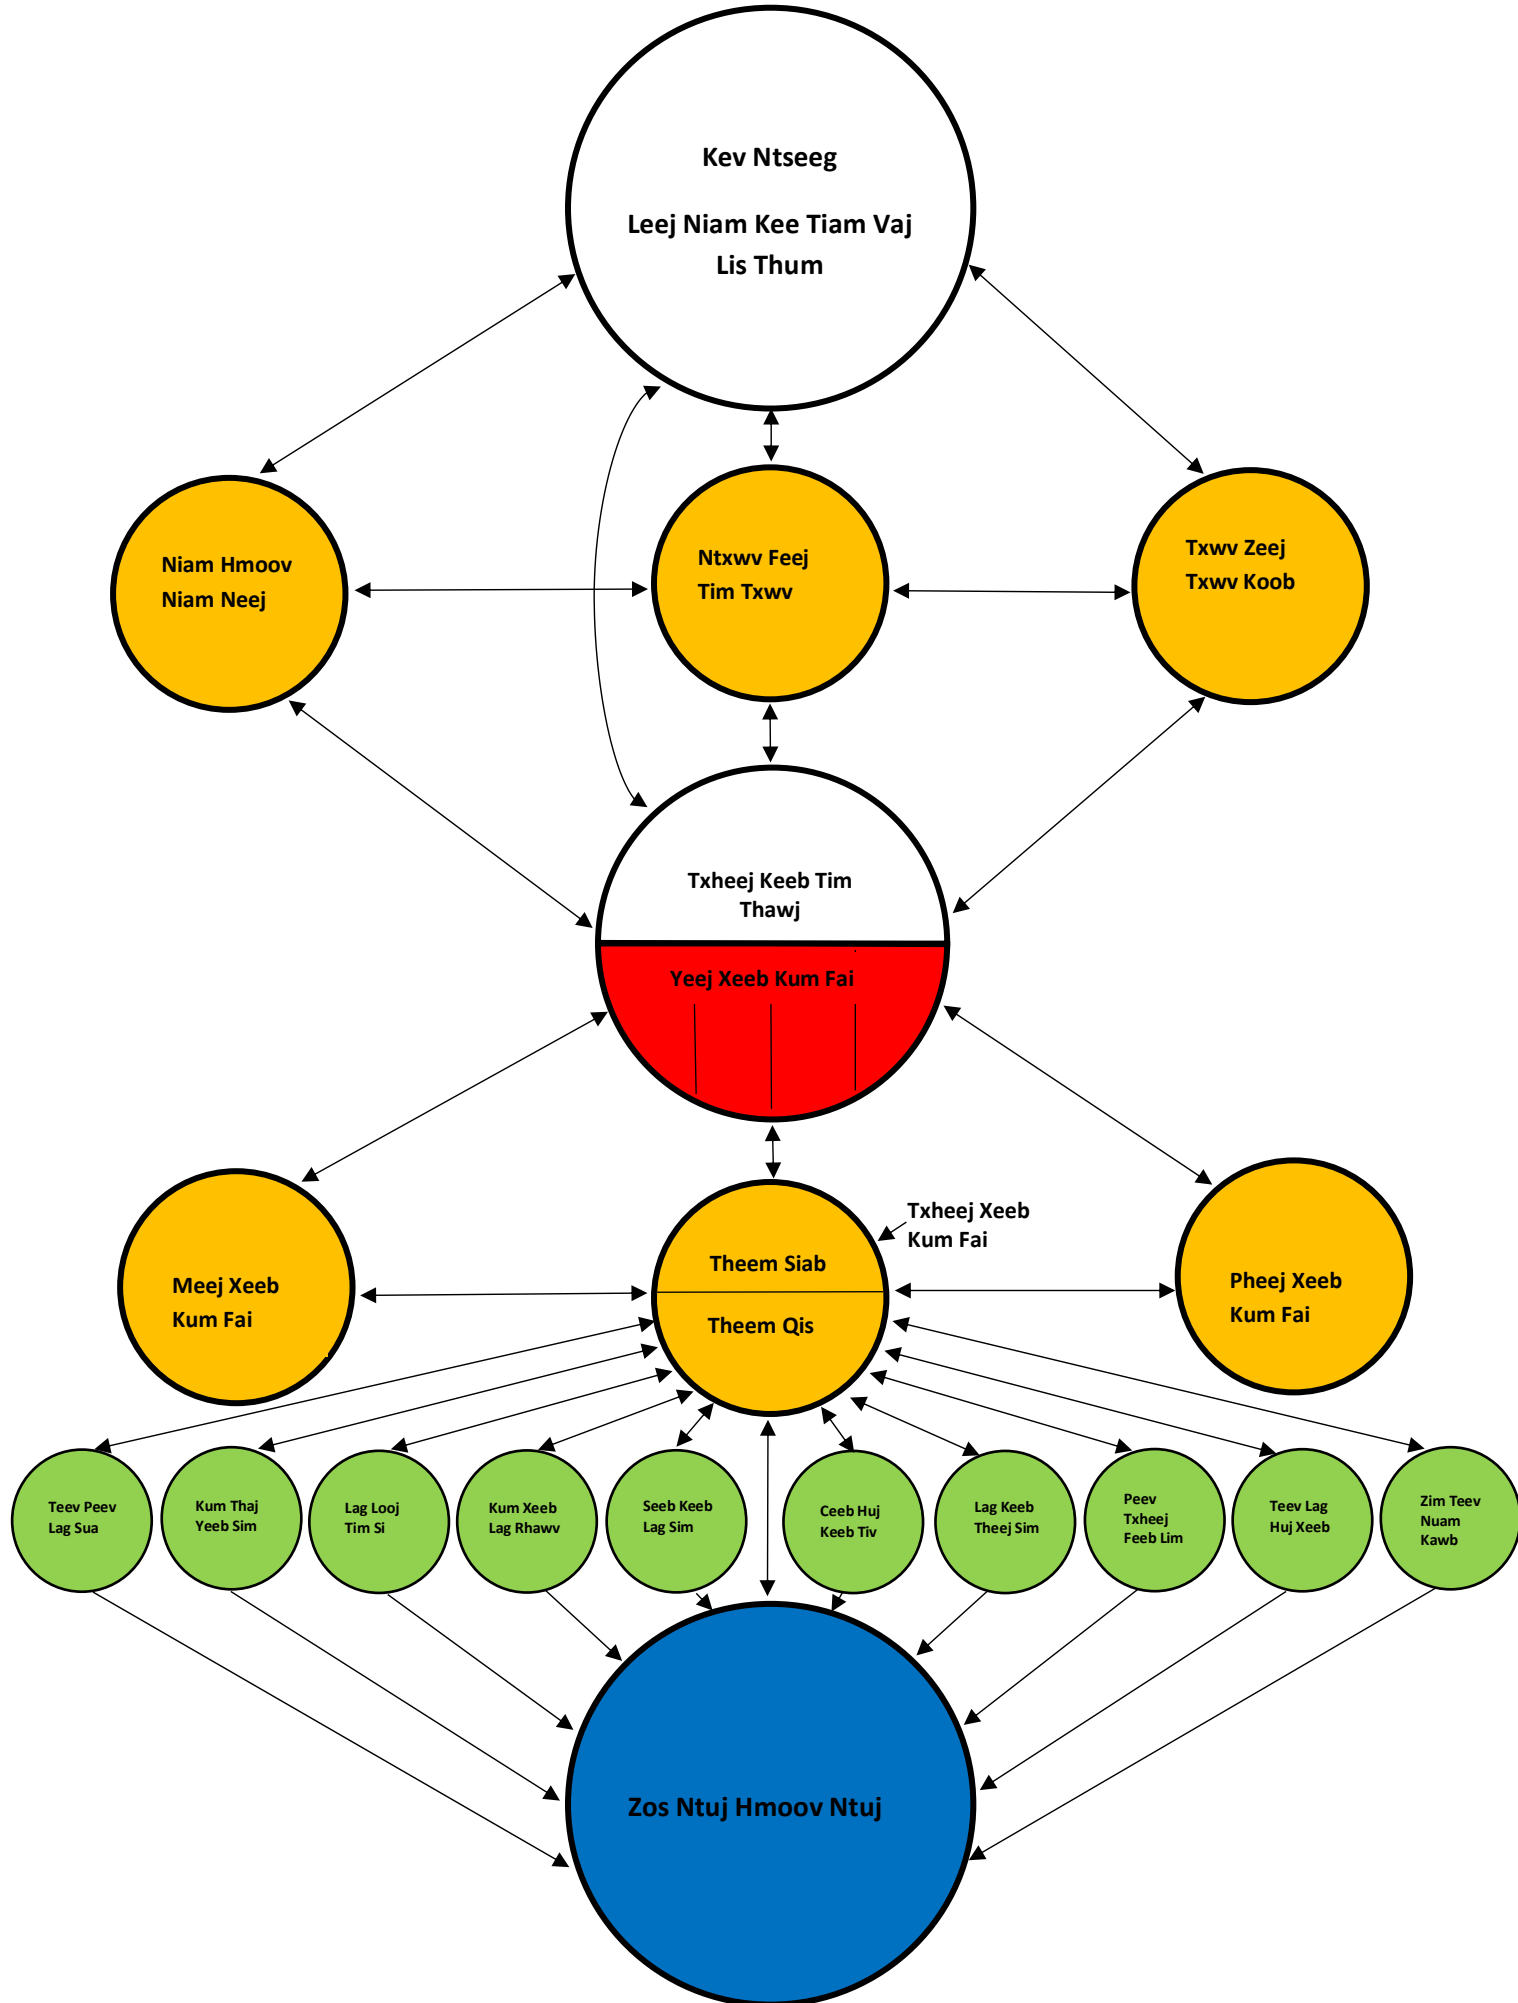 Kev Ntseeg
Leej Niam Kee Tiam Vaj
Lis Thum
Niam Hmoov
Niam Neej
Ntxwv Feej
Tim Txwv
Txwv Zeej
Txwv Koob
Txheej Keeb Tim
Thawj
Yeej Xeeb Kum Fai
Txheej Xeeb
Kum Fai
Meej Xeeb
Kum Fai
Theem Siab
Theem Qis
Pheej Xeeb
Kum Fai
Teev Peev
Lag Sua
Kum Thaj
Yeeb Sim
Lag Looj
Tim Si
Kum Xeeb
Lag Rhawv
Seeb Keeb
Lag Sim
Ceeb Huj
Keeb Tiv
Lag Keeb
Theej Sim
Peev
Txheej
Feeb Lim
Teev Lag
Huj Xeeb
Zim Teev
Nuam
Kawb
Zos Ntuj Hmoov Ntuj